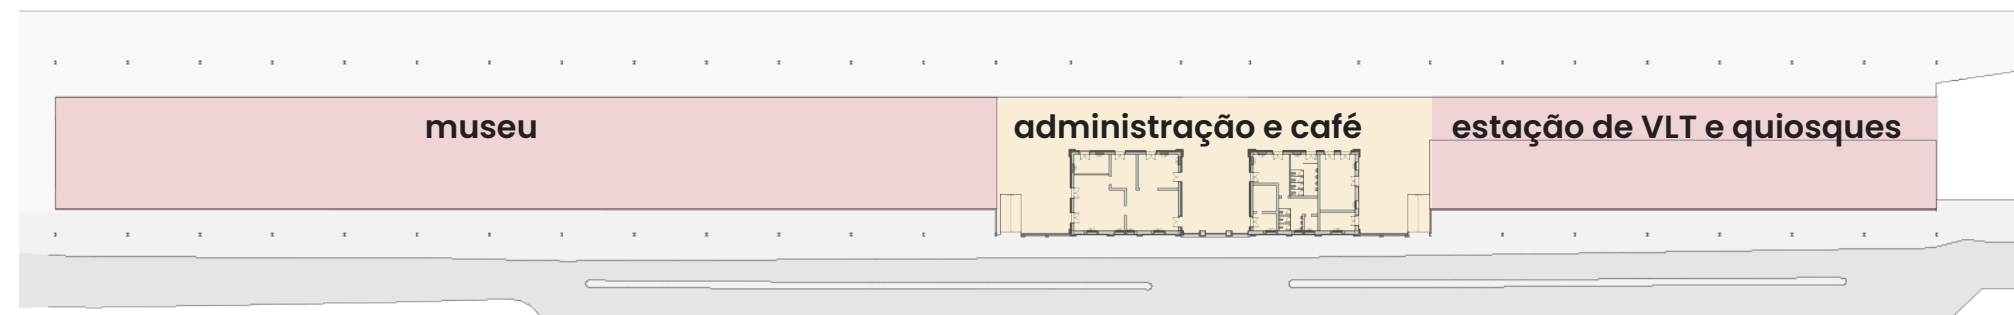 museu
administração e café
estação de VLT e quiosques